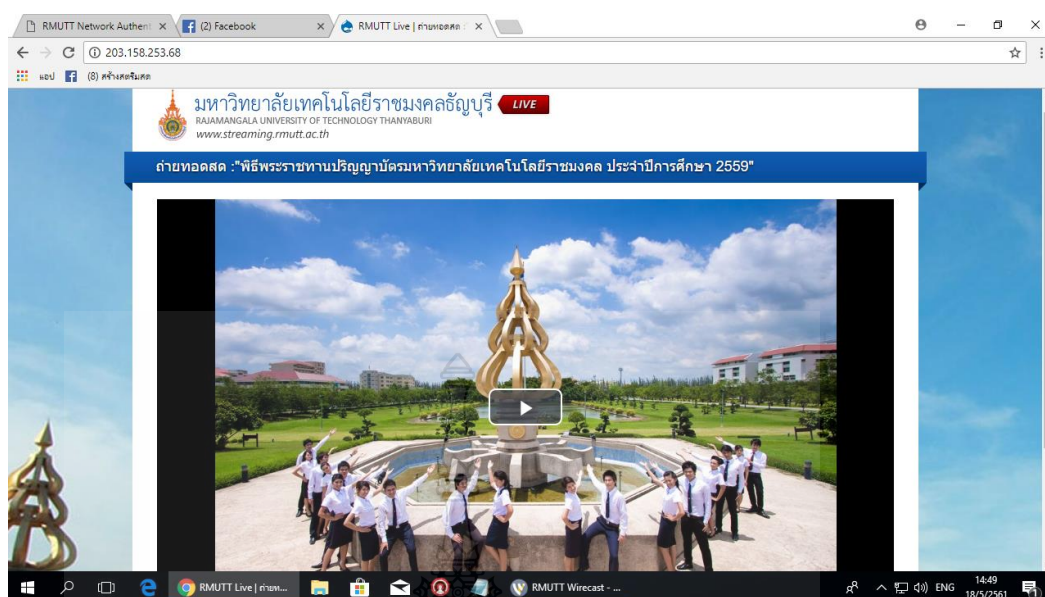 RMUTT Network Authent
(2) Facebook
RMUTT Live | ถ่ายทอดสด :"
203.158.253.68
แอป
(8) สร้างสตรีมสด
มหาวิทยาลัยเทคโนโลยีราชมงคลธัญบุรี LIVE
RAJAMANGALA UNIVERSITY OF TECHNOLOGY THANYABURI
www.streaming.rmutt.ac.th
ถ่ายทอดสด :"พิธีพระราชทานปริญญาบัตรมหาวิทยาลัยเทคโนโลยีราชมงคล ประจำปีการศึกษา 2559"
RMUTT Live | ถ่ายท...
RMUTT Wirecast - ...
ENG
14:49
18/5/2561
1